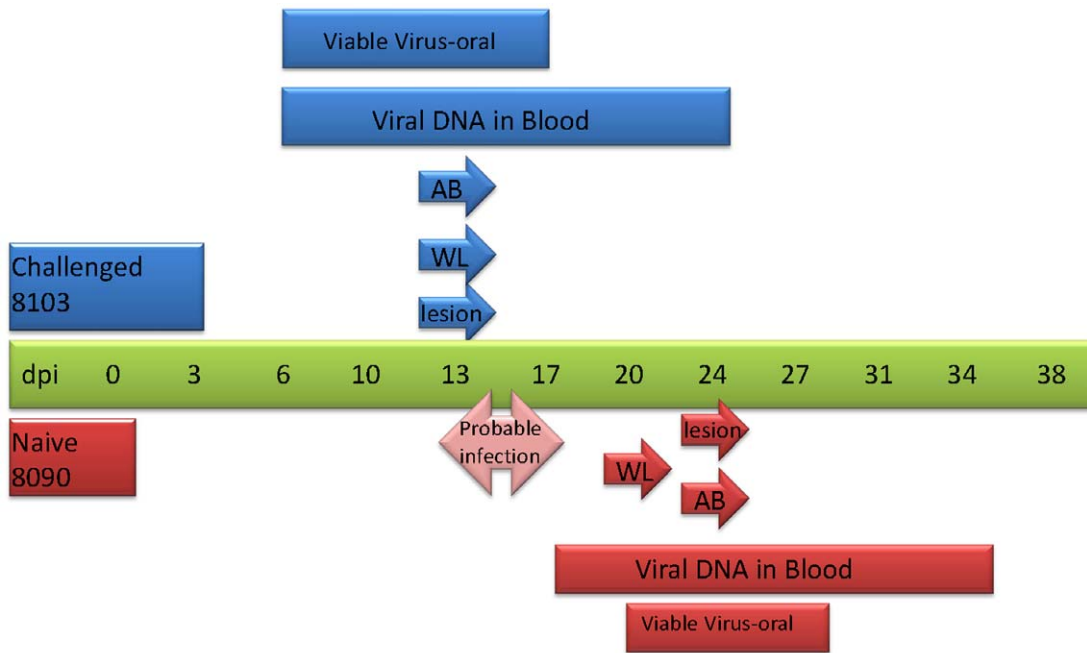 Viable Virus-oral
Viral DNA in Blood
AB
WL
lesion
Challenged
8103
dpi 0 3 6 10 13 17 20 24 27 31 34 38
Naive
8090
Probable
infection
lesion
WL
AB
Viral DNA in Blood
Viable Virus-oral